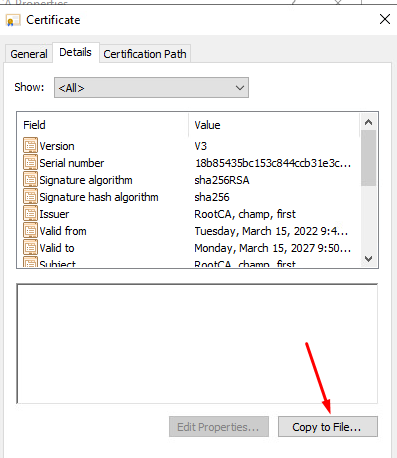 Certificate
General Details Certification Path
Show: <All>
Field Value
Version V3
Serial number 18b85435bc153c844ccb31e3c...
Signature algorithm sha256RSA
Signature hash algorithm sha256
Issuer RootCA, champ, first
Valid from Tuesday, March 15, 2022 9:4...
Valid to Monday, March 15, 2027 9:50...
Subject RootCA, champ, first
Edit Properties... Copy to File...